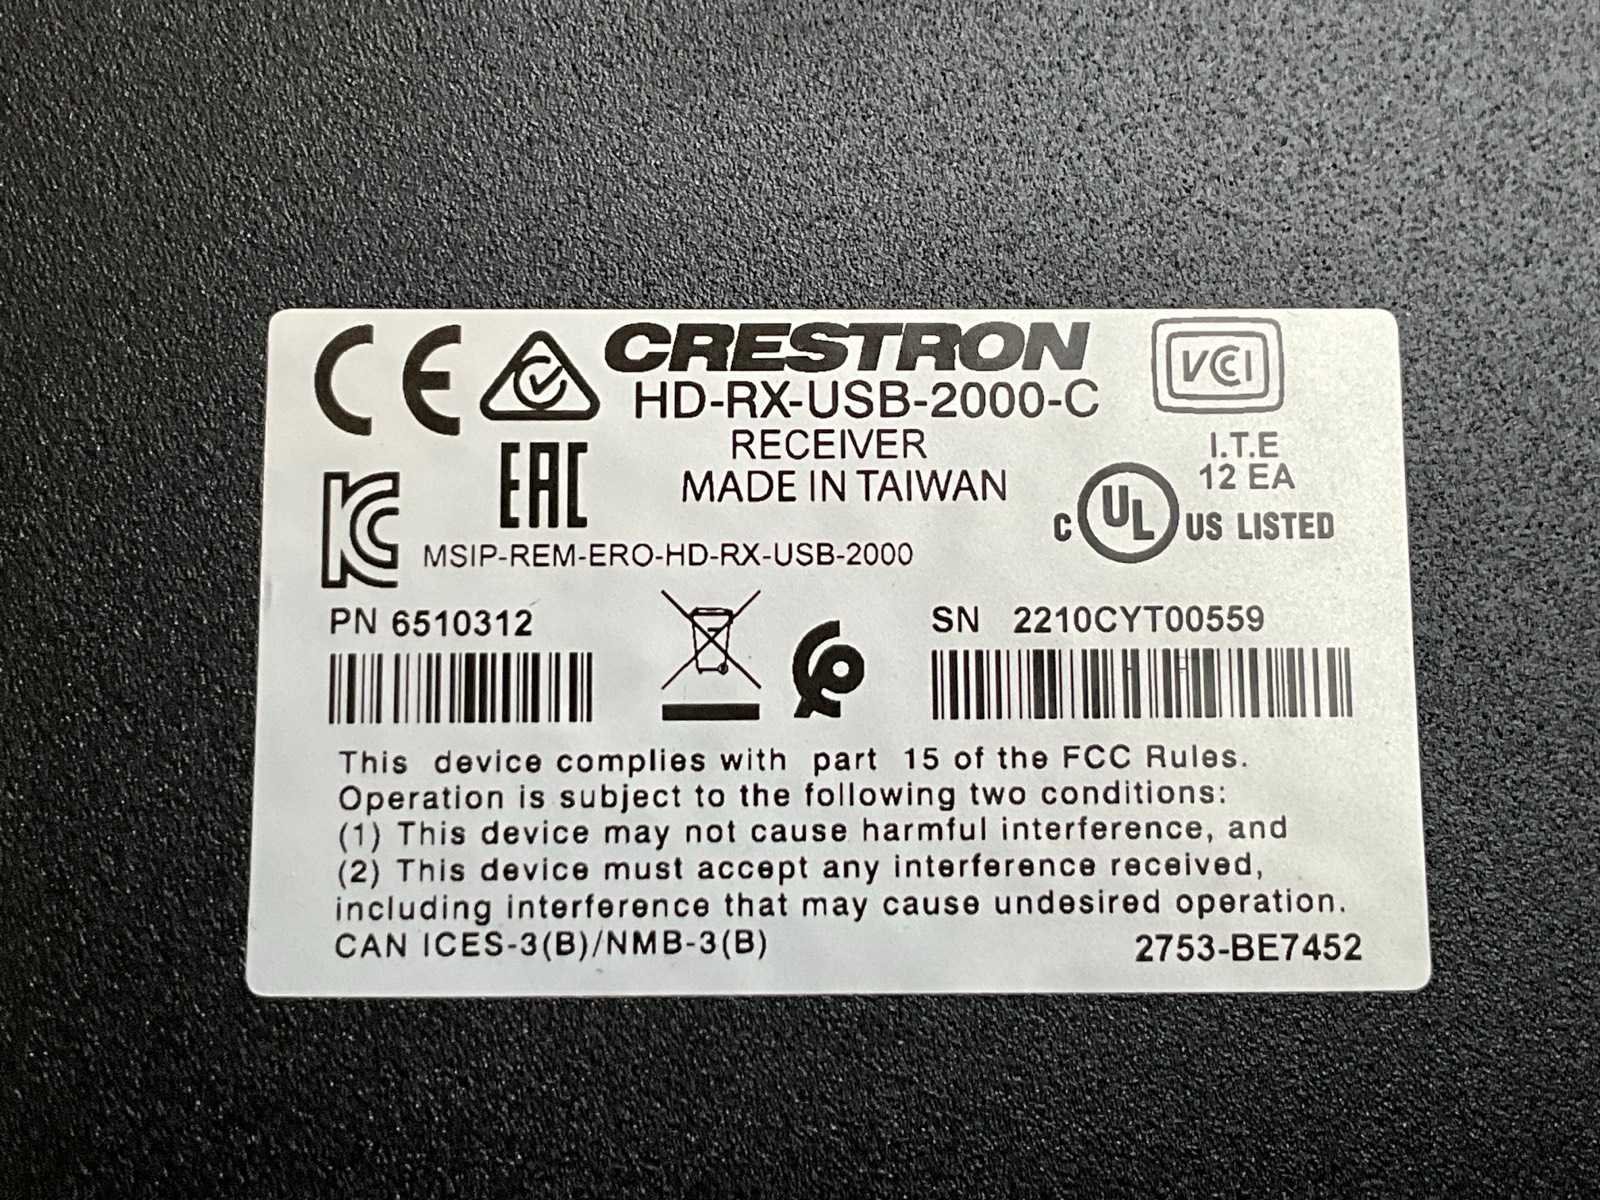 CE
CRESTRON
HD-RX-USB-2000-C
RECEIVER
MADE IN TAIWAN
VCCI
I.T.E
12 EA
EAC
KC
C UL US LISTED
MSIP-REM-ERO-HD-RX-USB-2000
PN 6510312
SN 2210CYT00559
This device complies with part 15 of the FCC Rules.
Operation is subject to the following two conditions:
(1) This device may not cause harmful interference, and
(2) This device must accept any interference received,
including interference that may cause undesired operation.
CAN ICES-3(B)/NMB-3(B)
2753-BE7452